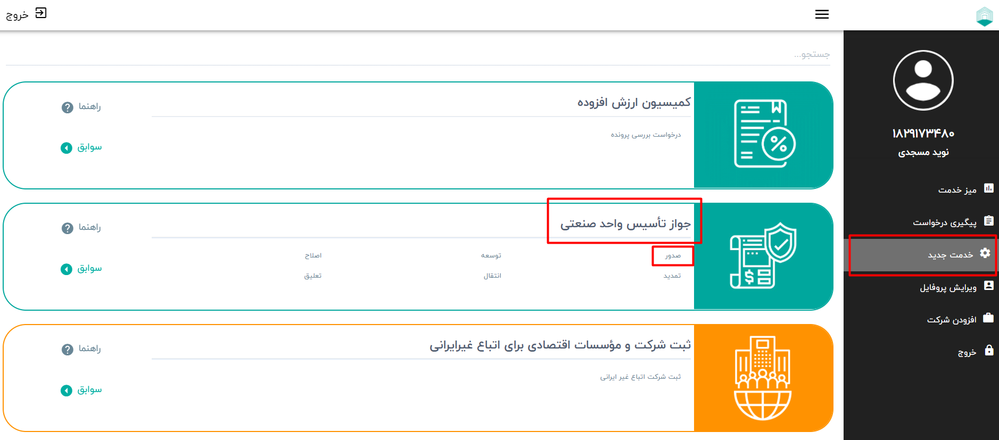 خروج
جستجو...
۱۸۲۹۱۷۳۴۸۰
نوید مسجدی
میز خدمت
پیگیری درخواست
خدمت جدید
ویرایش پروفایل
افزودن شرکت
خروج
کمیسیون ارزش افزوده
درخواست بررسی پرونده
راهنما
سوابق
جواز تأسیس واحد صنعتی
صدور توسعه اصلاح
تمدید انتقال تعلیق
راهنما
سوابق
ثبت شرکت و مؤسسات اقتصادی برای اتباع غیرایرانی
ثبت شرکت اتباع غیر ایرانی
راهنما
سوابق